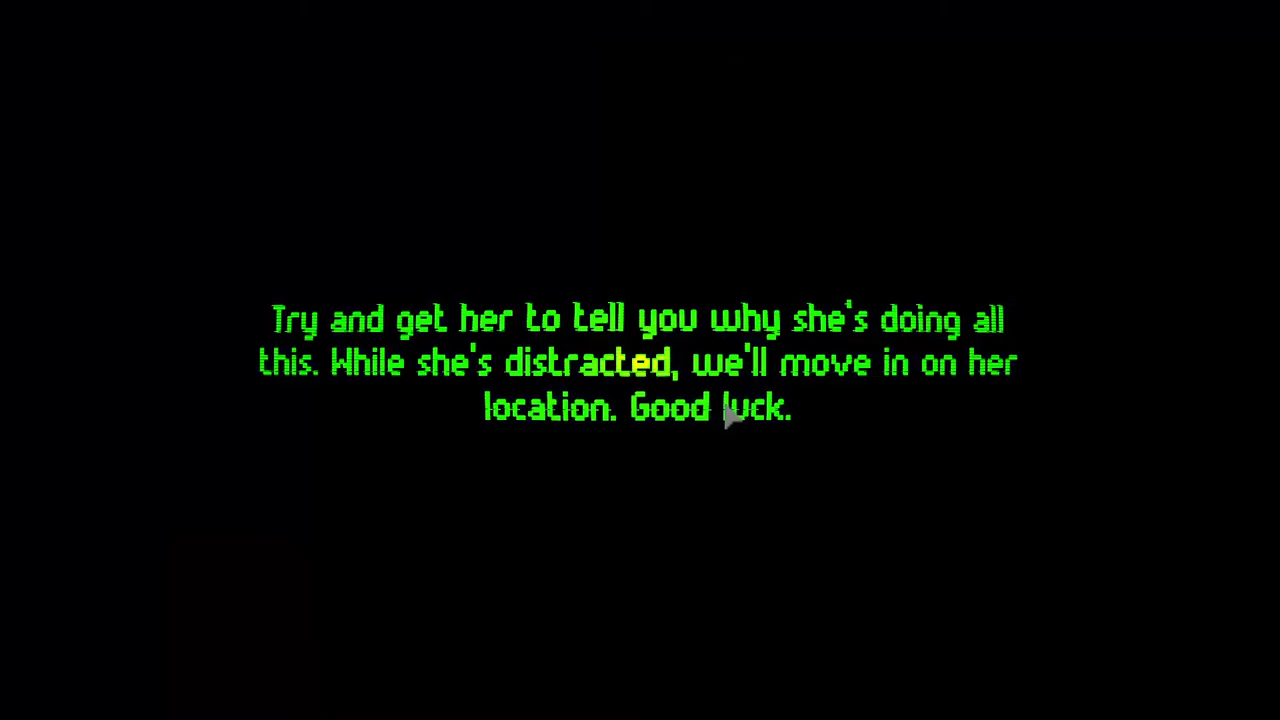 Try and get her to tell you why she's doing all
this. While she's distracted, we'll move in on her
location. Good luck.